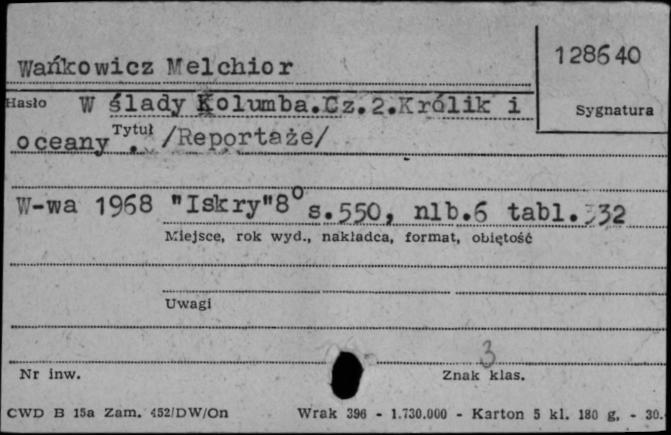 Wańkowicz Melchior
128640
Hasło W ślady Kolumba.Cz.2.Królik i
Sygnatura
oceany. Tytuł /Reportaże/
W-wa 1968 "Iskry"8° s.550, nlb.6 tabl. 32
Miejsce, rok wyd., nakładca, format, objętość
Uwagi
3
Nr inw. Znak klas.
CWD B 15a Zam. 452/DW/On Wrak 396 - 1.730.000 - Karton 5 kl. 180 g. - 30.